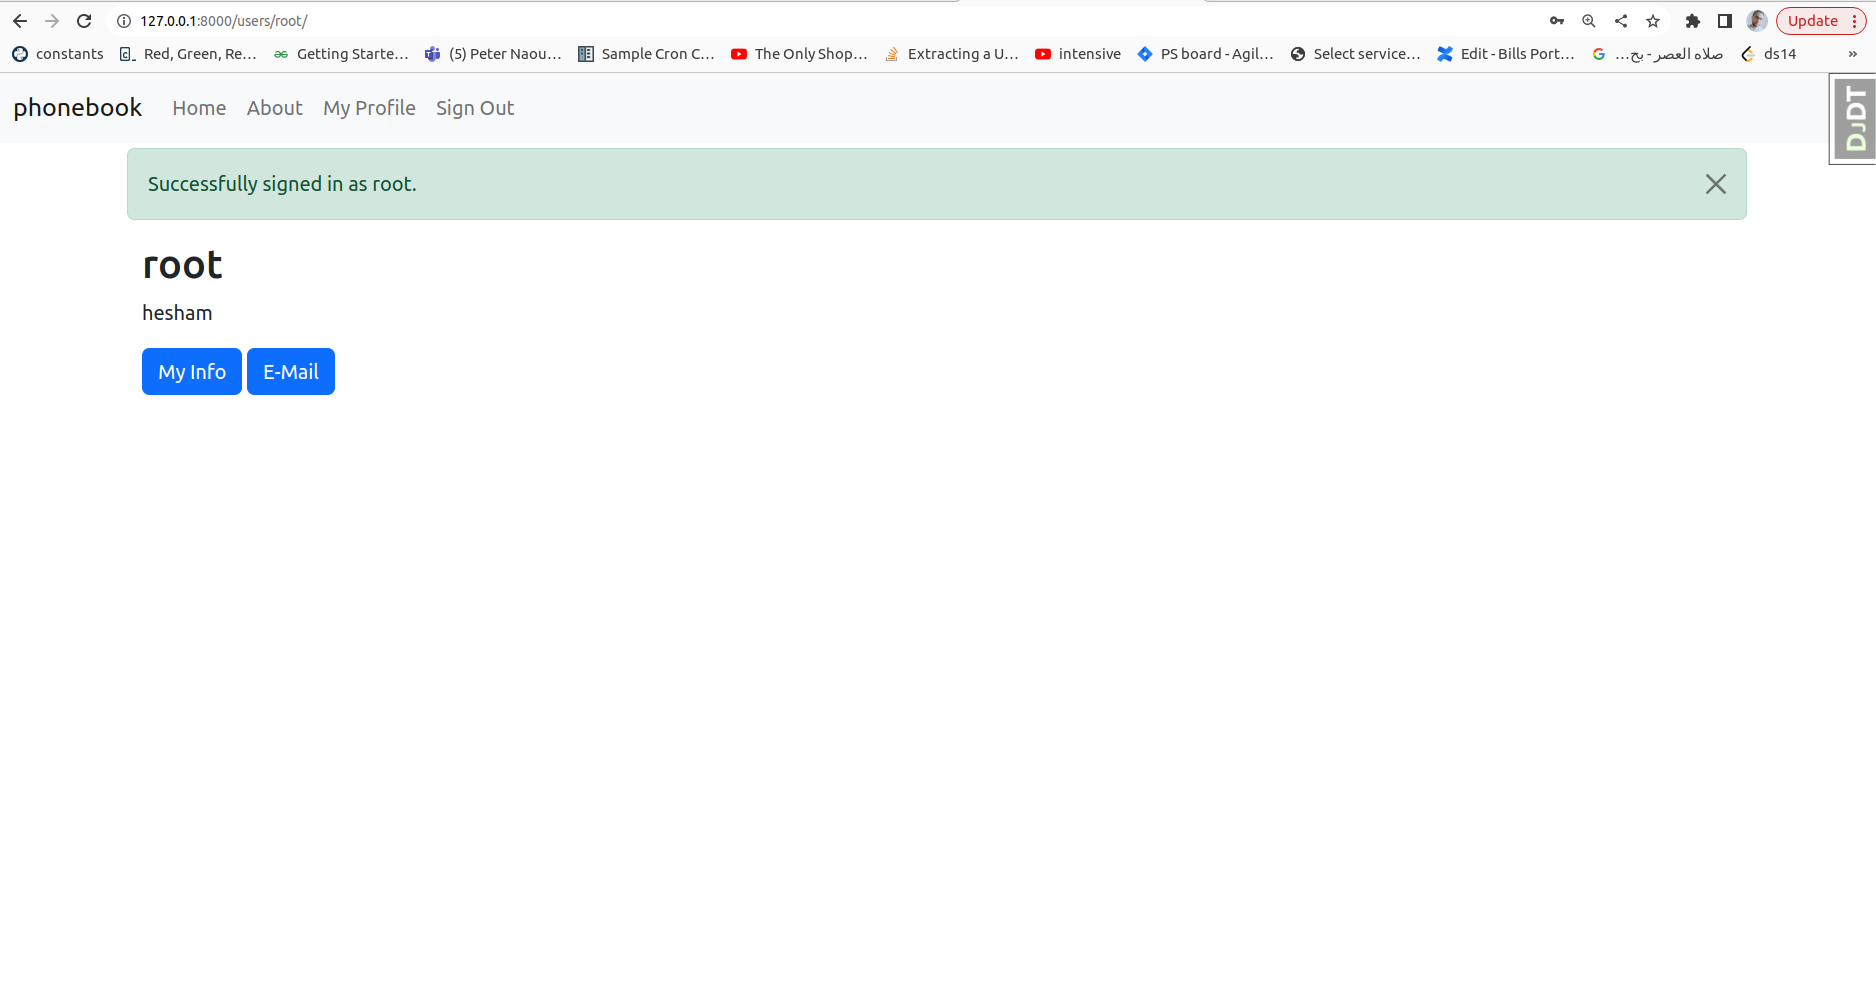 127.0.0.1:8000/users/root/
Update
constants Red, Green, Re... Getting Starte... (5) Peter Naou... Sample Cron C... The Only Shop... Extracting a U... intensive PS board - Agil... Select service... Edit - Bills Port... صلاه العصر - بح... ds14 »
phonebook Home About My Profile Sign Out
DJDT
Successfully signed in as root.
root
hesham
My Info E-Mail